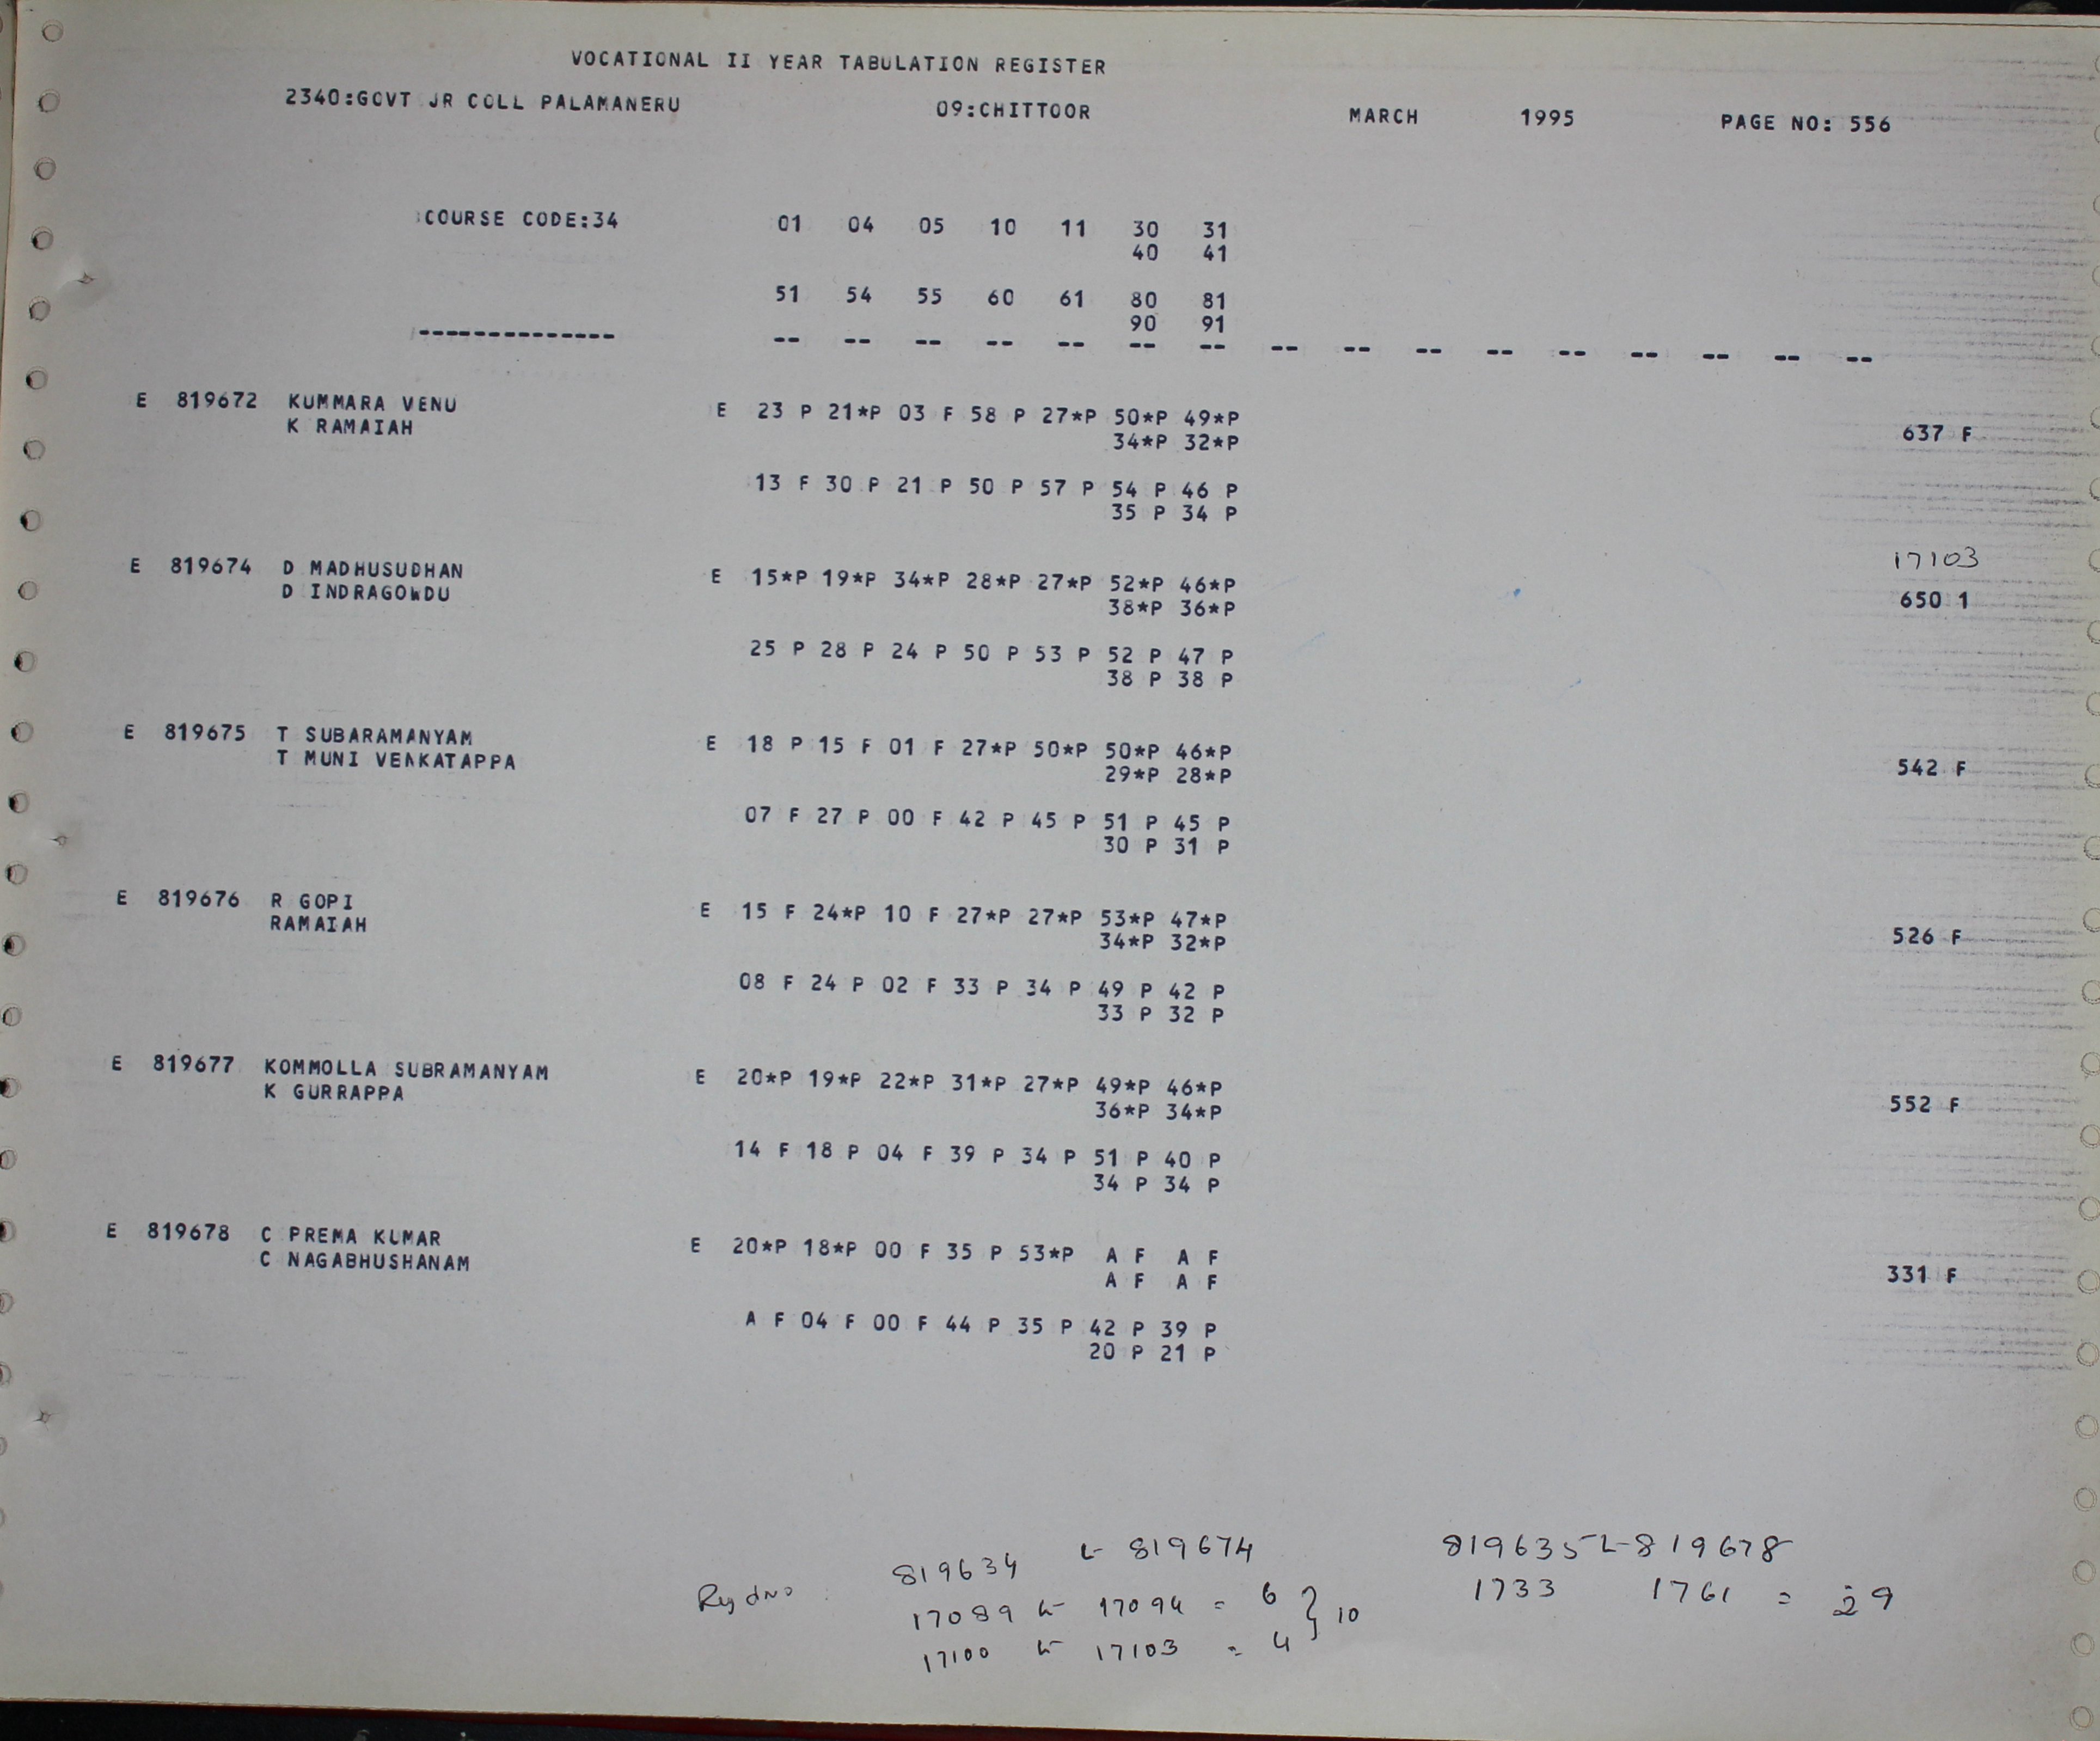 VOCATIONAL II YEAR TABULATION REGISTER
2340:GOVT JR COLL PALAMANERU 09:CHITTOOR MARCH 1995 PAGE NO: 556
COURSE CODE:34 01 04 05 10 11 30 31
40 41
51 54 55 60 61 80 81
90 91
-------------- -- -- -- -- -- -- -- -- -- -- -- -- -- -- -- --
E 819672 KUMMARA VENU E 23 P 21*P 03 F 58 P 27*P 50*P 49*P
K RAMAIAH 34*P 32*P 637 F
13 F 30 P 21 P 50 P 57 P 54 P 46 P
35 P 34 P
17103
E 819674 D MADHUSUDHAN E 15*P 19*P 34*P 28*P 27*P 52*P 46*P
D INDRAGOWDU 38*P 36*P 650 1
25 P 28 P 24 P 50 P 53 P 52 P 47 P
38 P 38 P
E 819675 T SUBARAMANYAM E 18 P 15 F 01 F 27*P 50*P 50*P 46*P
T MUNI VENKATAPPA 29*P 28*P 542 F
07 F 27 P 00 F 42 P 45 P 51 P 45 P
30 P 31 P
E 819676 R GOPI E 15 F 24*P 10 F 27*P 27*P 53*P 47*P
RAMAIAH 34*P 32*P 526 F
08 F 24 P 02 F 33 P 34 P 49 P 42 P
33 P 32 P
E 819677 KOMMOLLA SUBRAMANYAM E 20*P 19*P 22*P 31*P 27*P 49*P 46*P
K GURRAPPA 36*P 34*P 552 F
14 F 18 P 04 F 39 P 34 P 51 P 40 P
34 P 34 P
E 819678 C PREMA KUMAR E 20*P 18*P 00 F 35 P 53*P A F A F
C NAGABHUSHANAM A F A F 331 F
A F 04 F 00 F 44 P 35 P 42 P 39 P
20 P 21 P
819634 819674 819635 819678
17089 17094 = 6 } 10 1733 1761 = 29
17100 17103 = 4